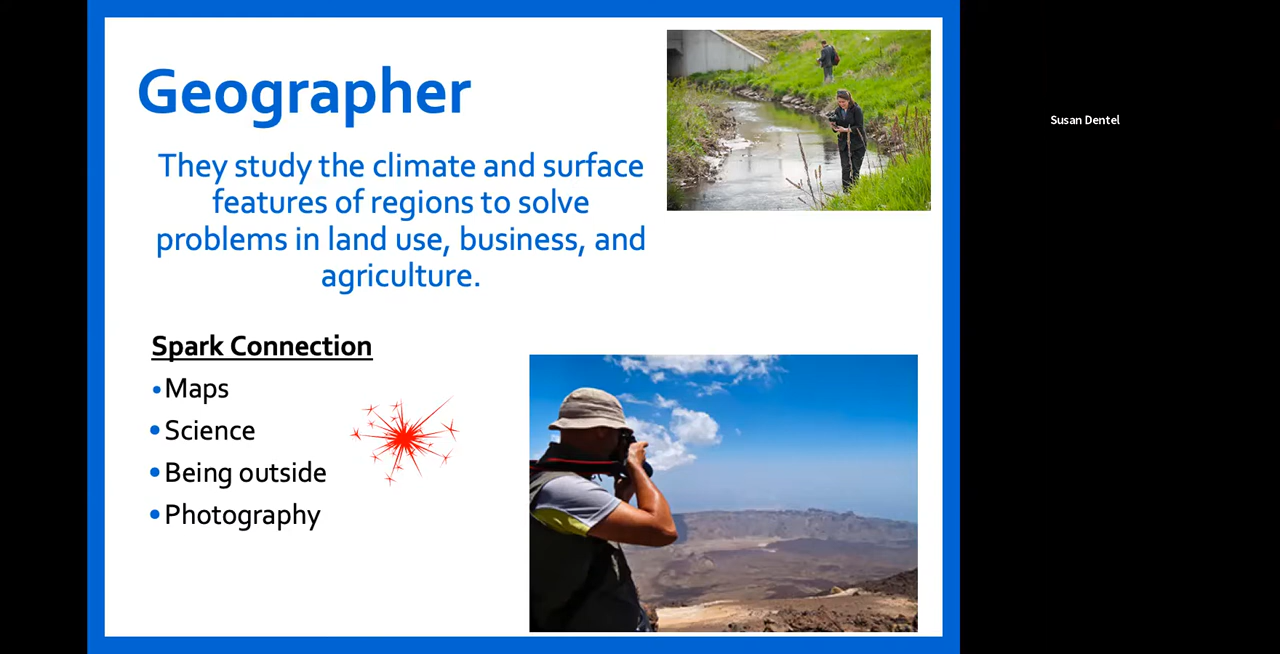 Geographer
They study the climate and surface
features of regions to solve
problems in land use, business, and
agriculture.
Spark Connection
• Maps
• Science
• Being outside
• Photography
Susan Dentel